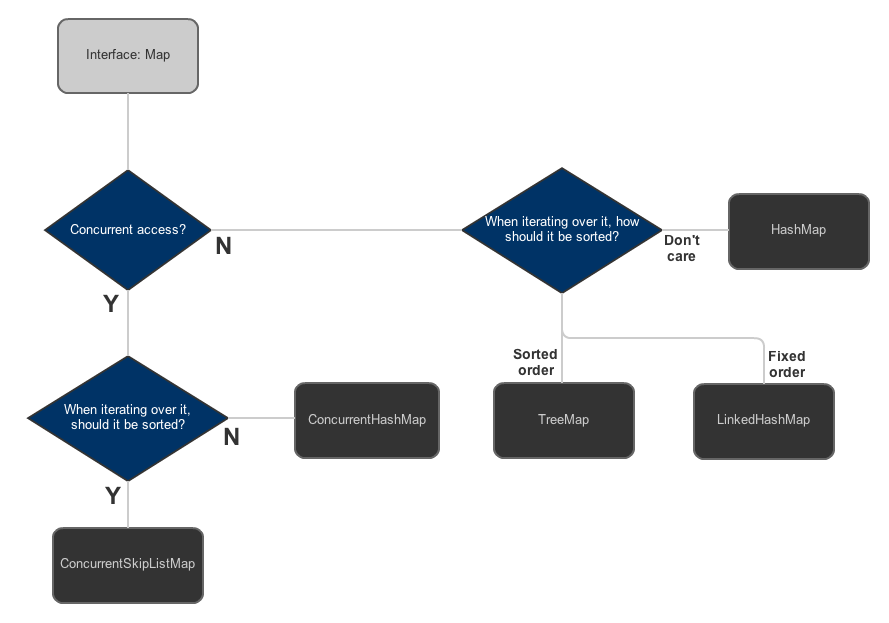 Interface: Map
Concurrent access?
N
Y
When iterating over it, how
should it be sorted?
Don't
care
HashMap
Sorted
order
Fixed
order
TreeMap
LinkedHashMap
When iterating over it,
should it be sorted?
N
Y
ConcurrentHashMap
ConcurrentSkipListMap